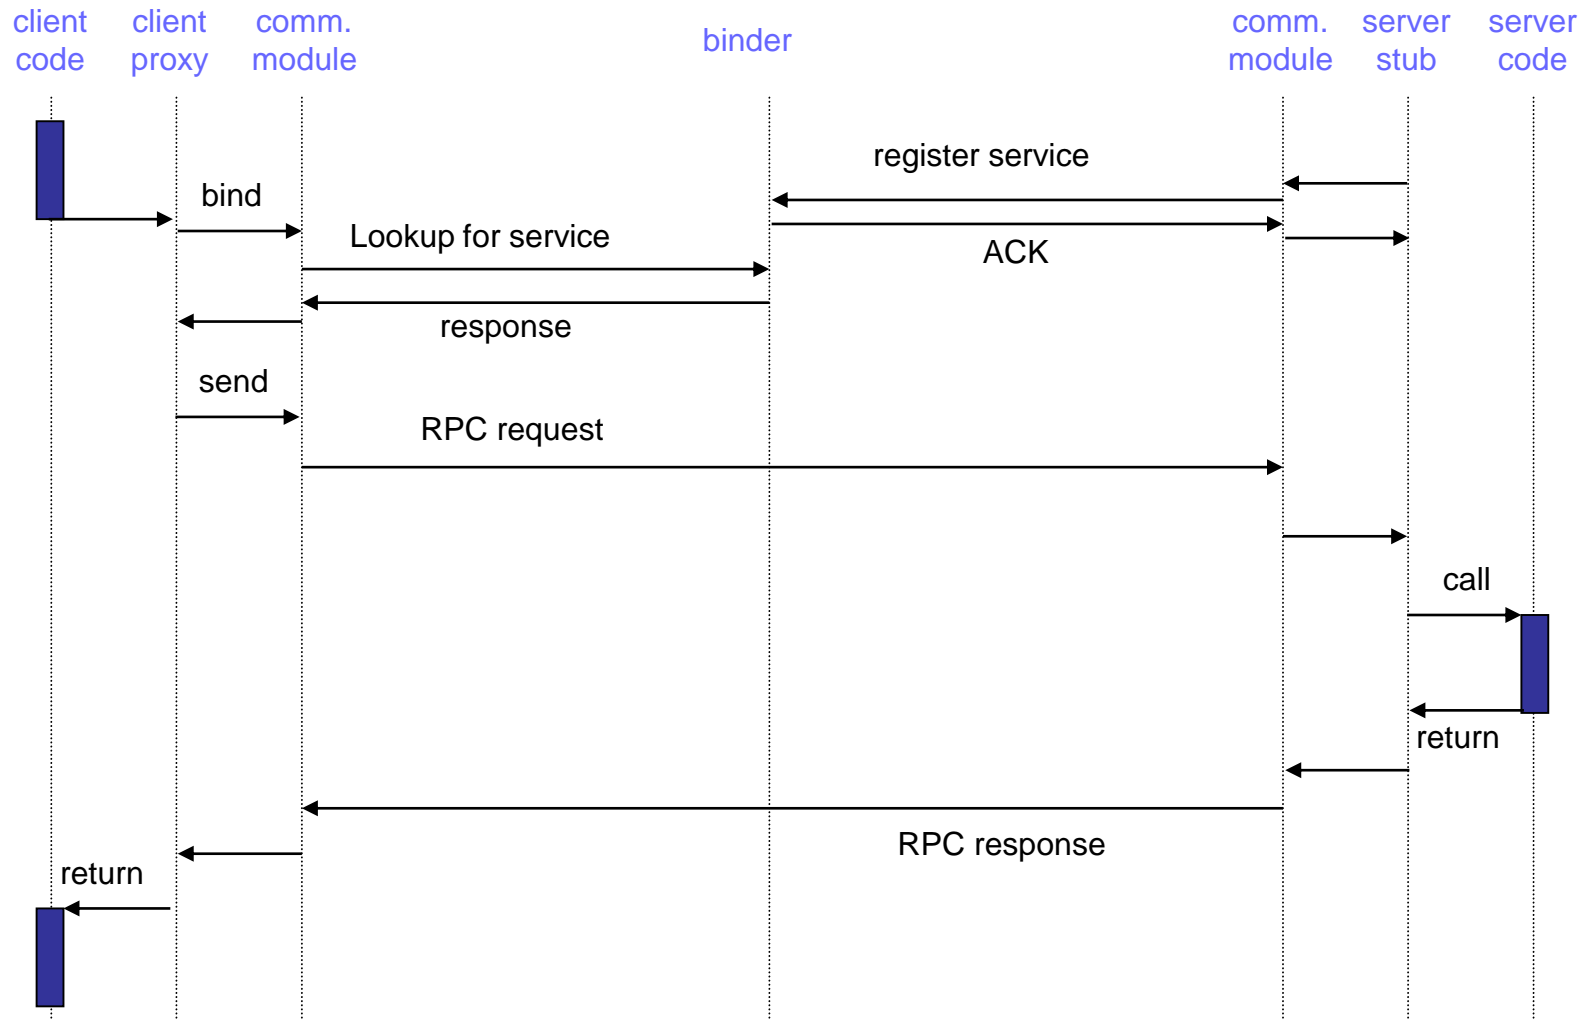 client client comm. binder comm. server server
code proxy module module stub code
register service
bind
Lookup for service
ACK
response
send
RPC request
call
return
RPC response
return